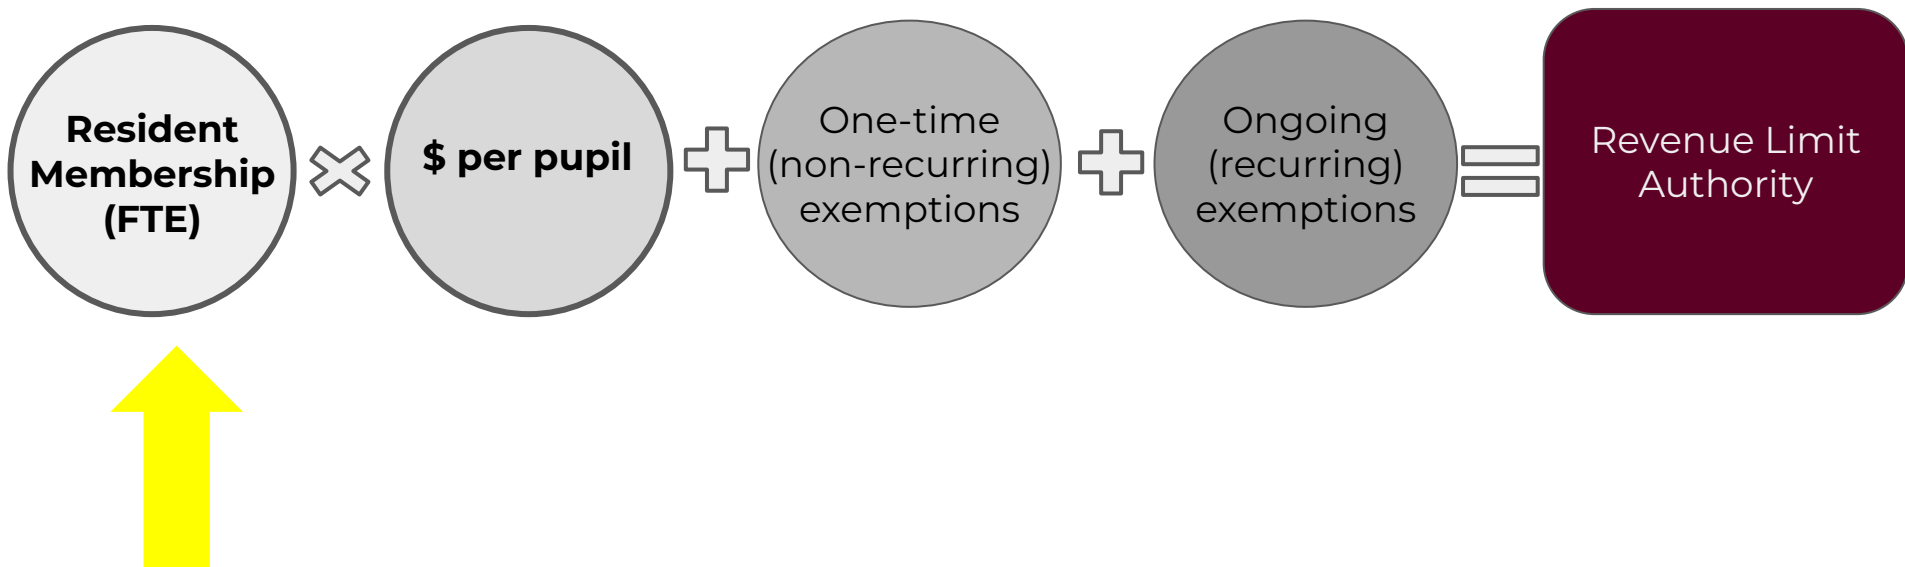 Resident
Membership
(FTE)
$ per pupil
One-time
(non-recurring)
exemptions
Ongoing
(recurring)
exemptions
Revenue Limit
Authority